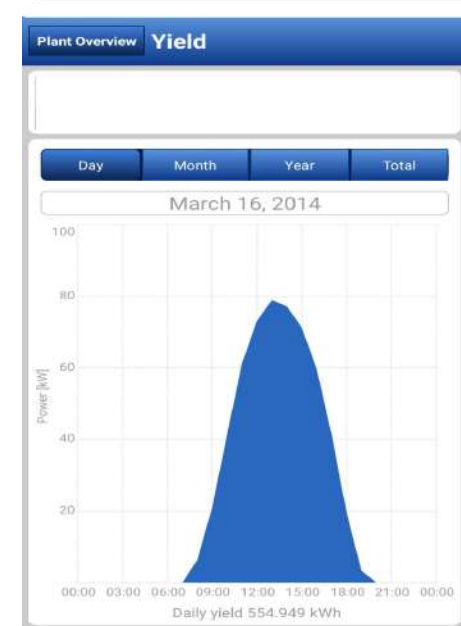 Plant Overview Yield
Day Month Year Total
March 16, 2014
100
80
60
40
20
Power [kW]
00:00 03:00 06:00 09:00 12:00 15:00 18:00 21:00 00:00
Daily yield 554.949 kWh